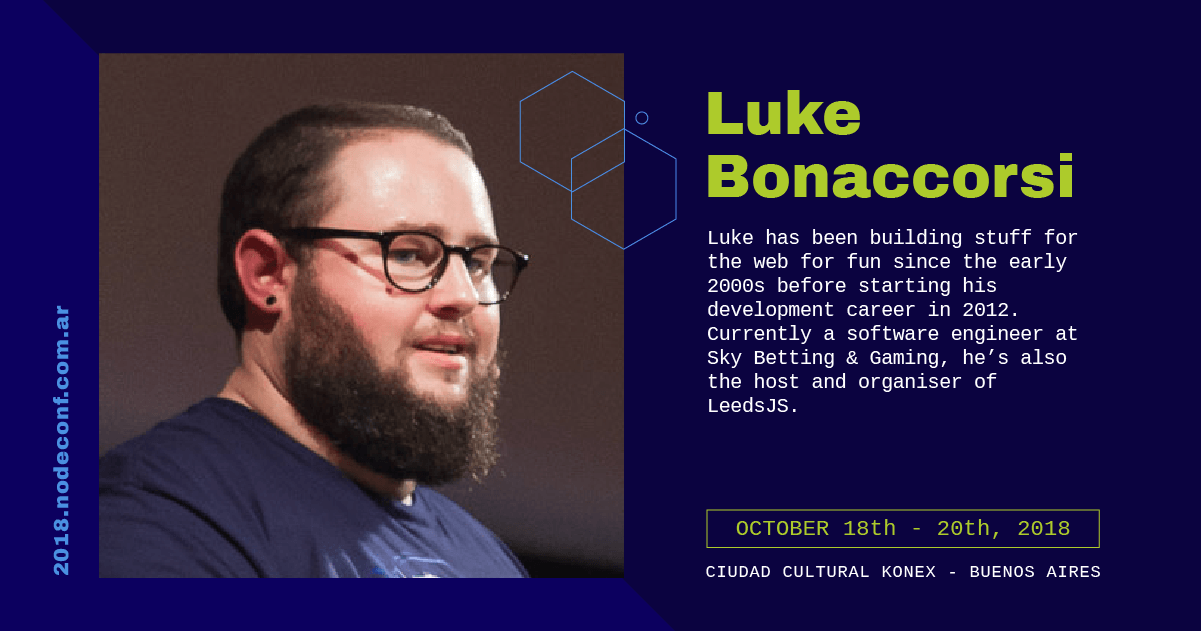 Luke
Bonaccorsi
Luke has been building stuff for
the web for fun since the early
2000s before starting his
development career in 2012.
Currently a software engineer at
Sky Betting & Gaming, he’s also
the host and organiser of
LeedsJS.
OCTOBER 18th - 20th, 2018
CIUDAD CULTURAL KONEX - BUENOS AIRES
2018.nodeconf.com.ar